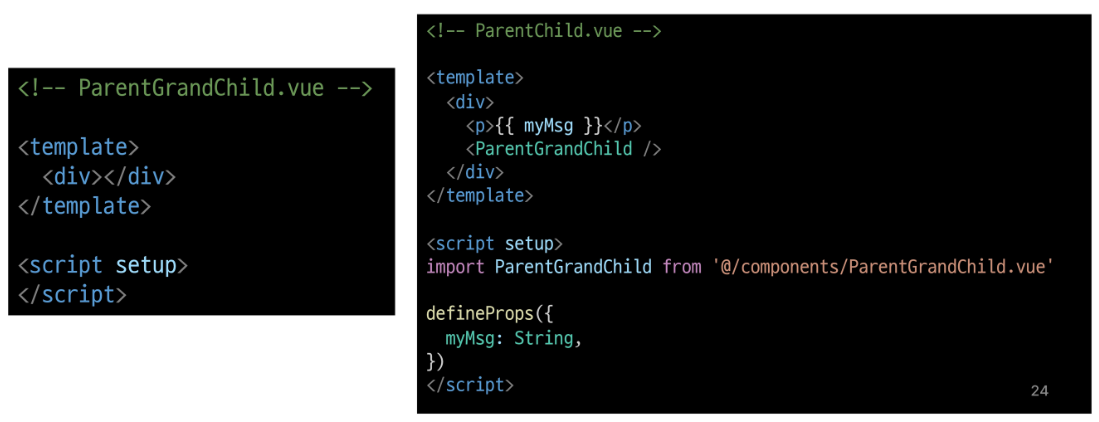 <!-- ParentGrandChild.vue -->
<template>
  <div></div>
</template>
<script setup>
</script>
<!-- ParentChild.vue -->
<template>
  <div>
    <p>{{ myMsg }}</p>
    <ParentGrandChild />
  </div>
</template>
<script setup>
import ParentGrandChild from '@/components/ParentGrandChild.vue'
defineProps({
  myMsg: String,
})
</script>
24